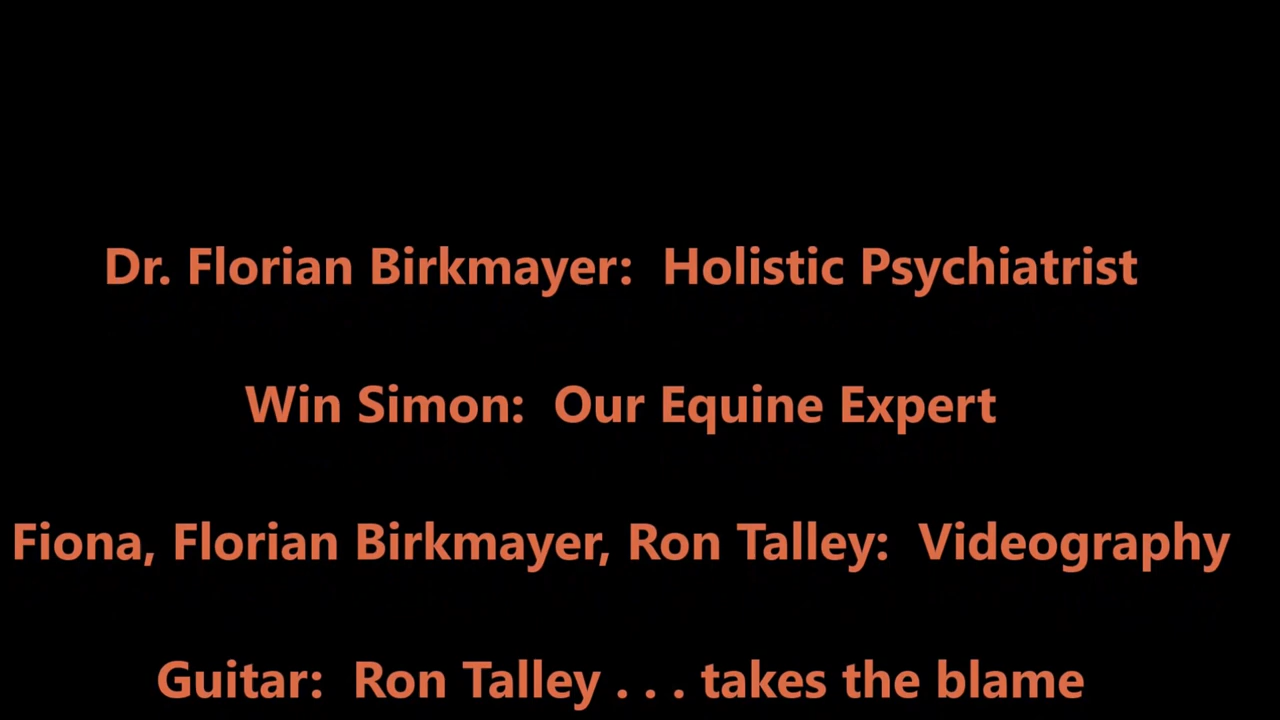 Dr. Florian Birkmayer:  Holistic Psychiatrist
Win Simon:  Our Equine Expert
Fiona, Florian Birkmayer, Ron Talley:  Videography
Guitar:  Ron Talley . . . takes the blame